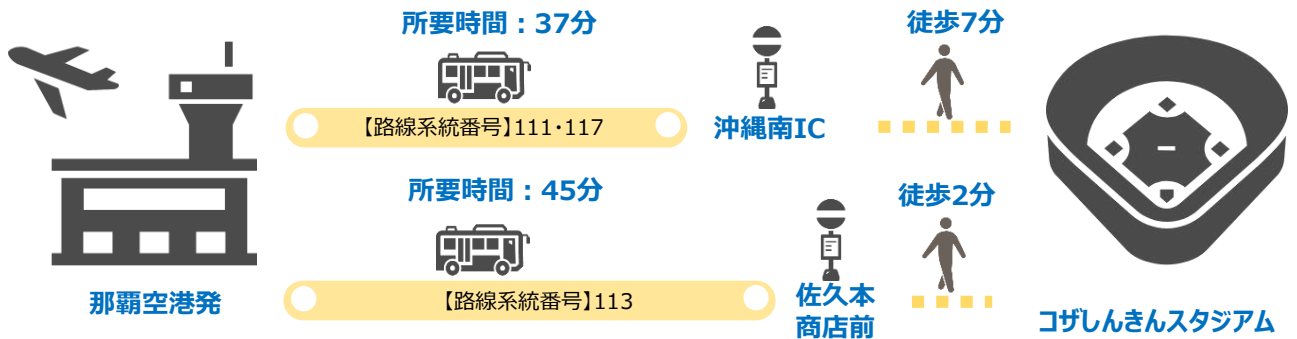 所要時間：37分
徒歩7分
【路線系統番号】111・117
沖縄南IC
所要時間：45分
徒歩2分
【路線系統番号】113
那覇空港発
佐久本
商店前
コザしんきんスタジアム